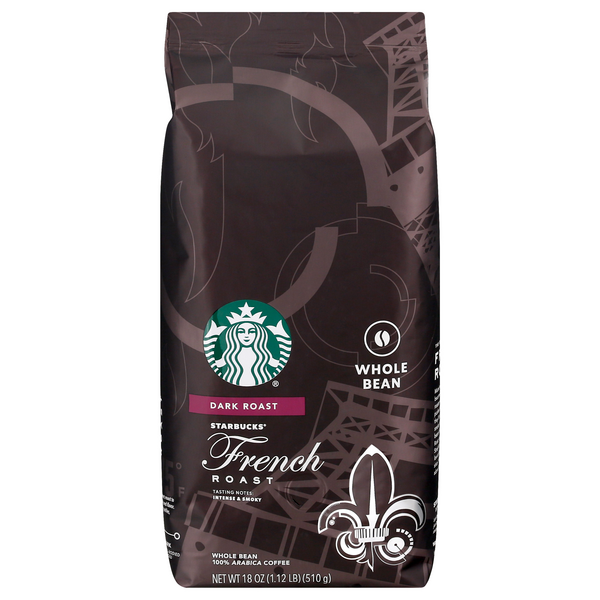 WHOLE
BEAN
DARK ROAST
STARBUCKS®
French
ROAST
TASTING NOTES:
INTENSE & SMOKY
WHOLE BEAN
100% ARABICA COFFEE
NET WT 18 OZ (1.12 LB) (510 g)